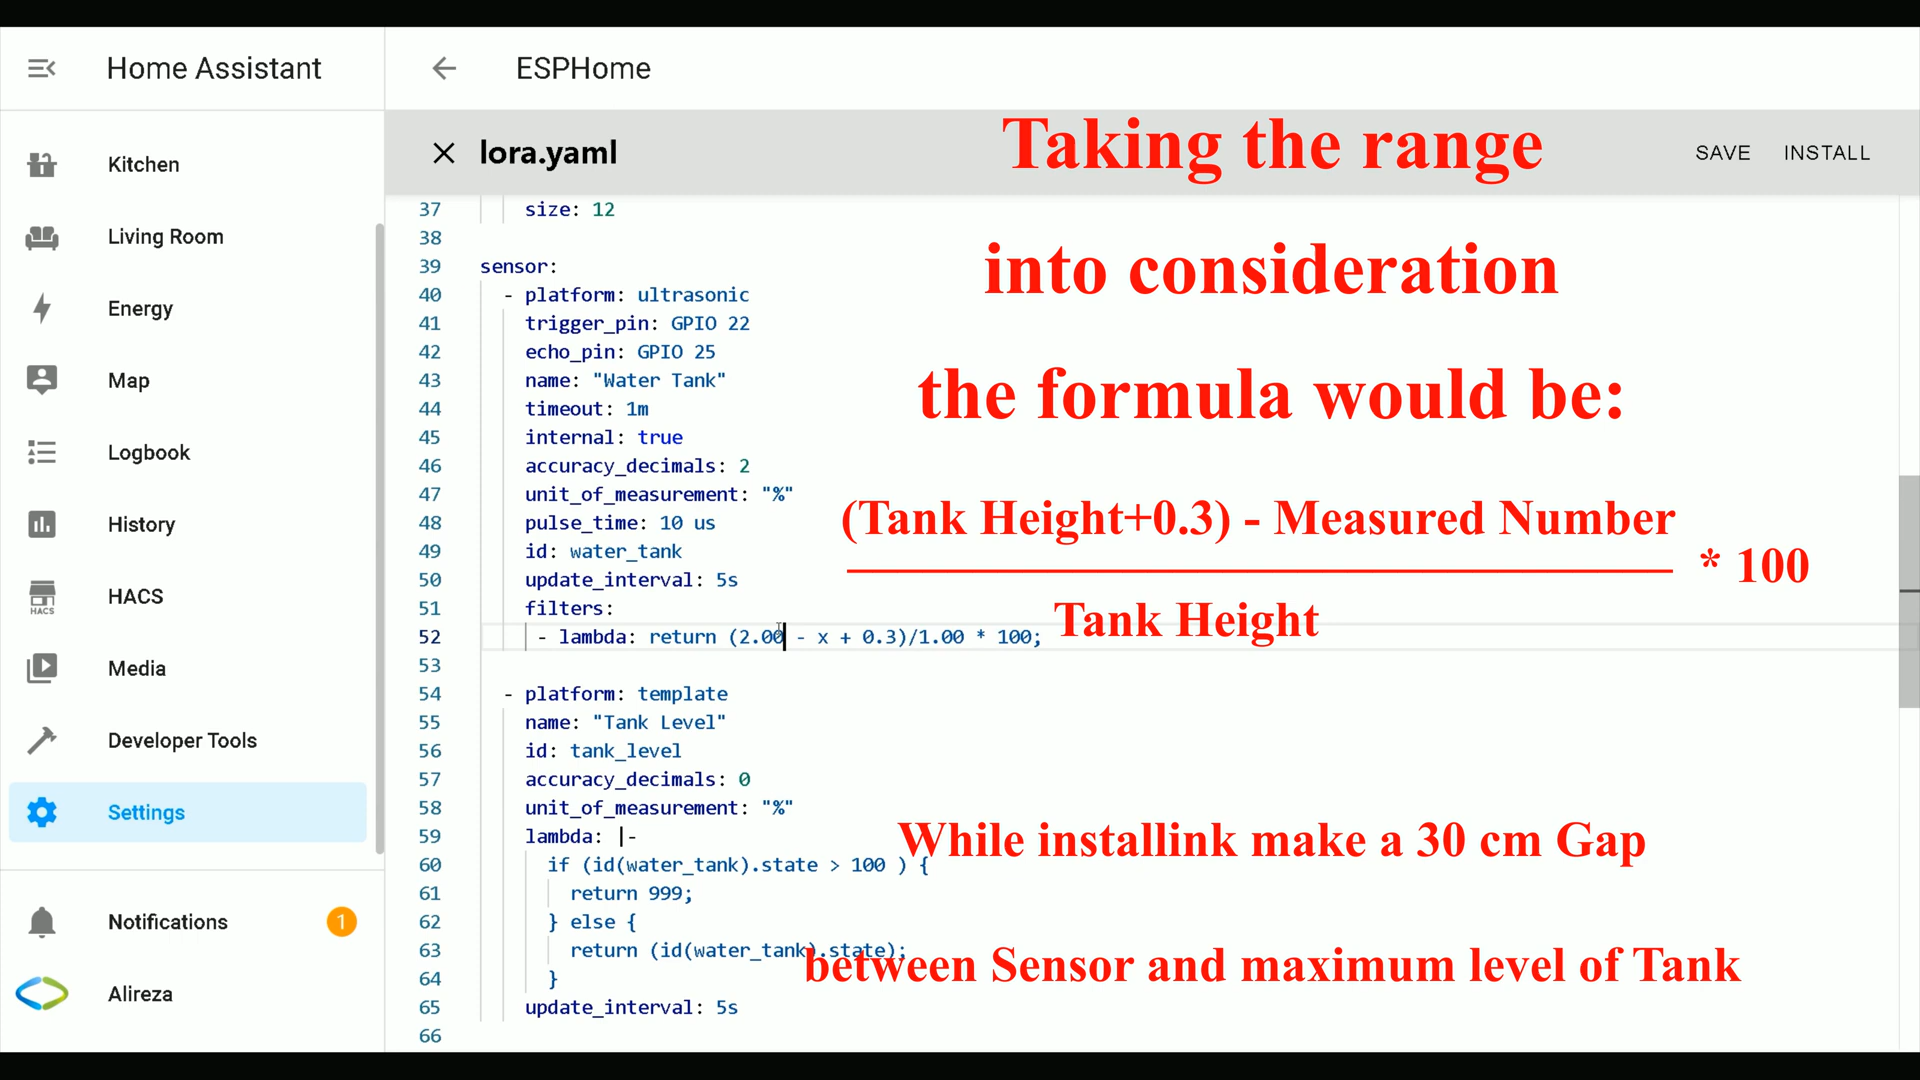 Home Assistant
ESPHome
lora.yaml
SAVE
INSTALL
Kitchen
Living Room
Energy
Map
Logbook
History
HACS
HACS
Media
Developer Tools
Settings
Notifications
1
Alireza
37 size: 12
38
39 sensor:
40 - platform: ultrasonic
41 trigger_pin: GPIO 22
42 echo_pin: GPIO 25
43 name: "Water Tank"
44 timeout: 1m
45 internal: true
46 accuracy_decimals: 2
47 unit_of_measurement: "%"
48 pulse_time: 10 us
49 id: water_tank
50 update_interval: 5s
51 filters:
52 - lambda: return (2.00 - x + 0.3)/1.00 * 100;
53
54 - platform: template
55 name: "Tank Level"
56 id: tank_level
57 accuracy_decimals: 0
58 unit_of_measurement: "%"
59 lambda: |-
60 if (id(water_tank).state > 100 ) {
61 return 999;
62 } else {
63 return (id(water_tank).state);
64 }
65 update_interval: 5s
66
Taking the range
into consideration
the formula would be:
(Tank Height+0.3) - Measured Number
* 100
Tank Height
While installink make a 30 cm Gap
between Sensor and maximum level of Tank